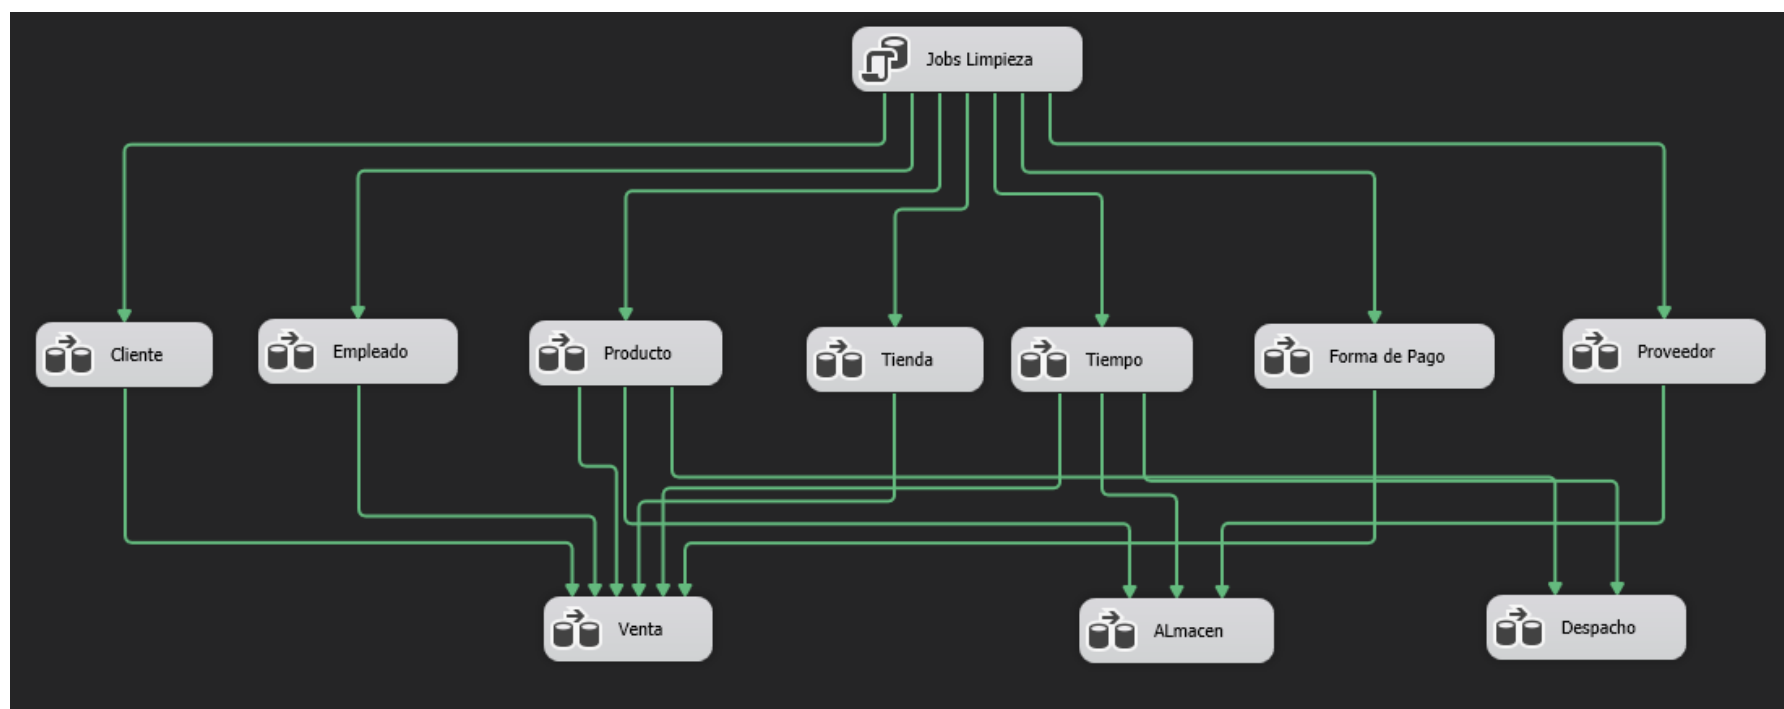 Jobs Limpieza
Cliente
Empleado
Producto
Tienda
Tiempo
Forma de Pago
Proveedor
Venta
ALmacen
Despacho